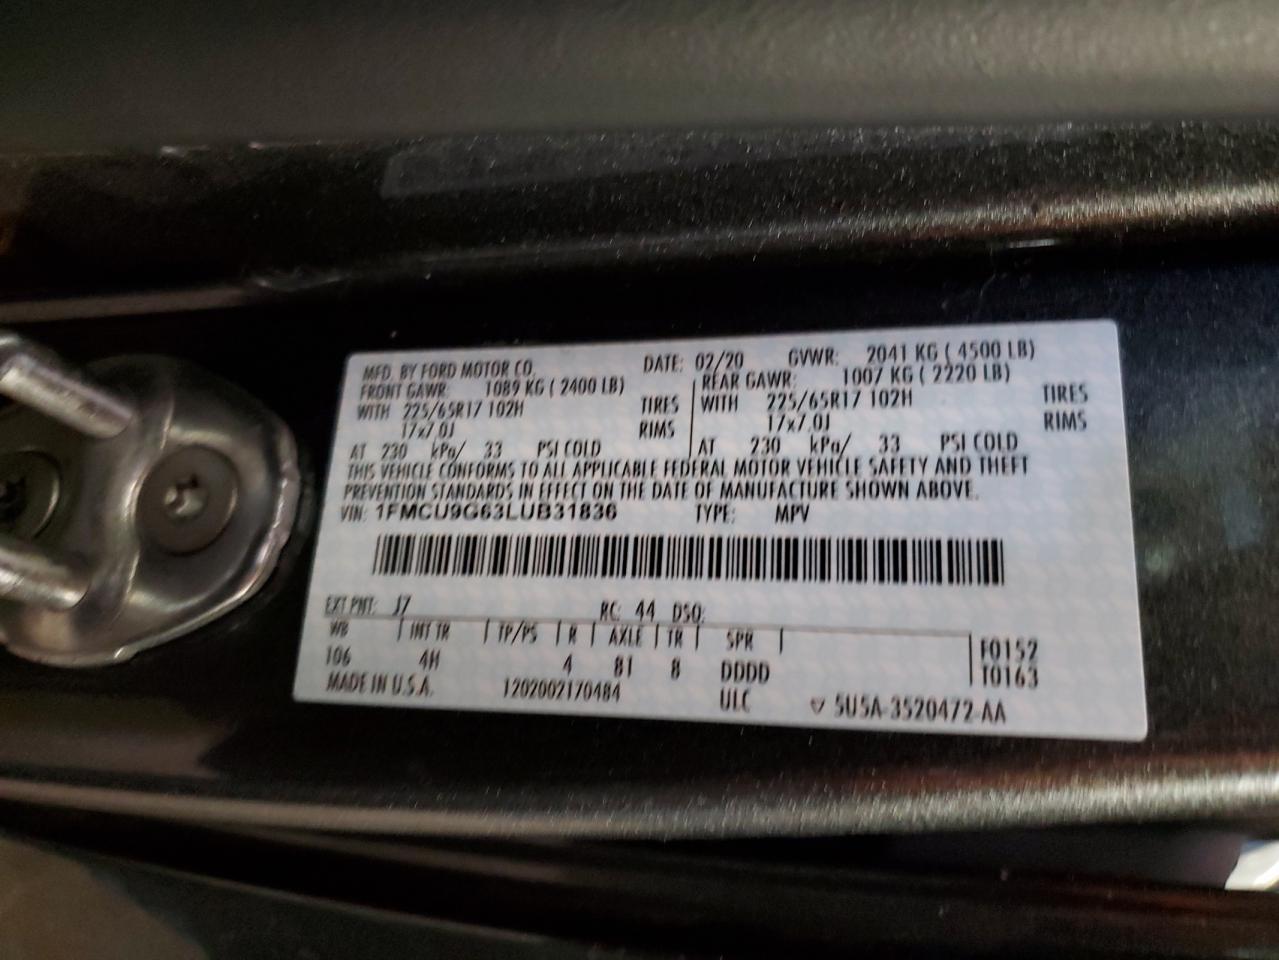 MFD. BY FORD MOTOR CO. DATE: 02/20 GVWR: 2041 KG ( 4500 LB)
FRONT GAWR: 1089 KG ( 2400 LB) REAR GAWR: 1007 KG ( 2220 LB)
WITH 225/65R17 102H TIRES WITH 225/65R17 102H TIRES
17x7.0J RIMS 17x7.0J RIMS
AT 230 kPa/ 33 PSI COLD AT 230 kPa/ 33 PSI COLD
THIS VEHICLE CONFORMS TO ALL APPLICABLE FEDERAL MOTOR VEHICLE SAFETY AND THEFT
PREVENTION STANDARDS IN EFFECT ON THE DATE OF MANUFACTURE SHOWN ABOVE.
VIN: 1FMCU9G63LUB31836 TYPE: MPV
EXT PNT: J7 RC: 44 DSO:
WB INT TR TP/PS R AXLE TR SPR F0152
106 4H 4 81 8 DDDD T0163
MADE IN U.S.A. 1202002170484 ULC ▽ 5U5A-3520472-AA